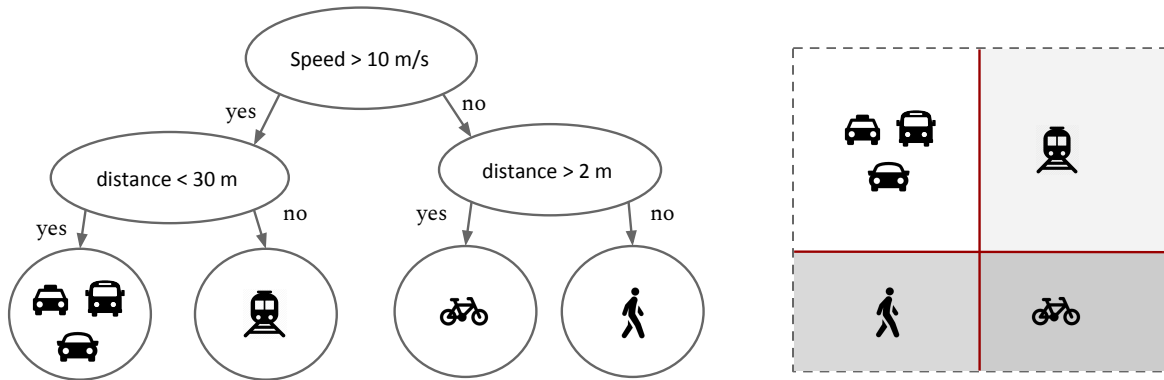 Speed > 10 m/s
yes
no
distance < 30 m
distance > 2 m
yes
no
yes
no